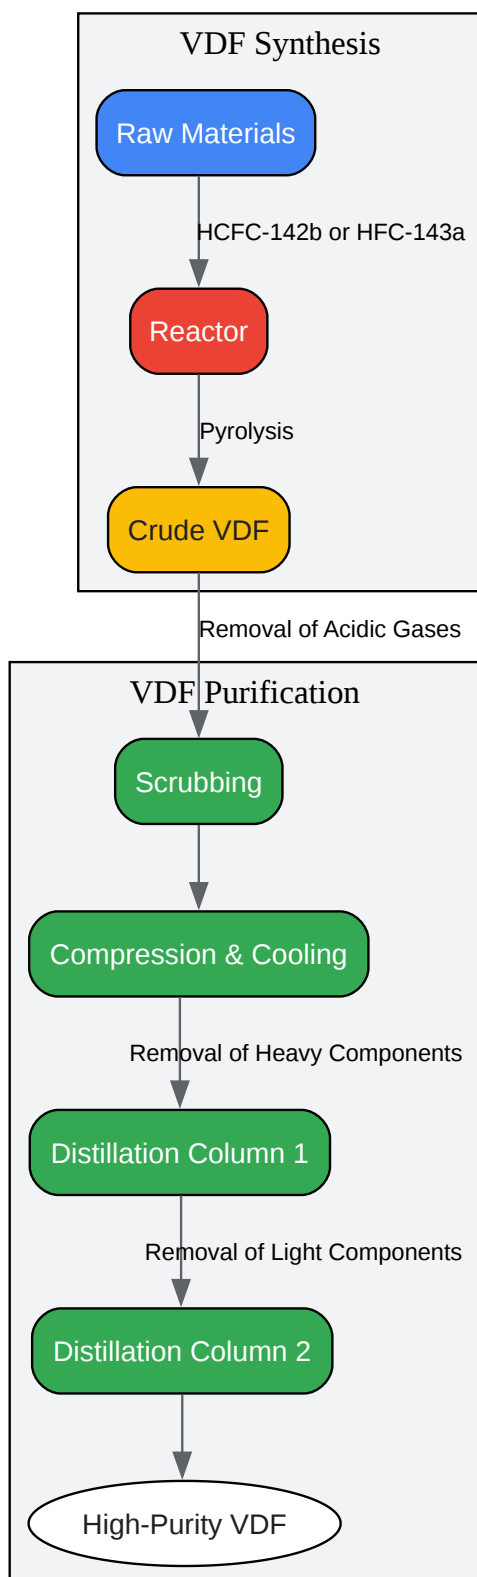 VDF Synthesis
Raw Materials
HCFC-142b or HFC-143a
Reactor
Pyrolysis
Crude VDF
Removal of Acidic Gases
VDF Purification
Scrubbing
Compression & Cooling
Removal of Heavy Components
Distillation Column 1
Removal of Light Components
Distillation Column 2
High-Purity VDF